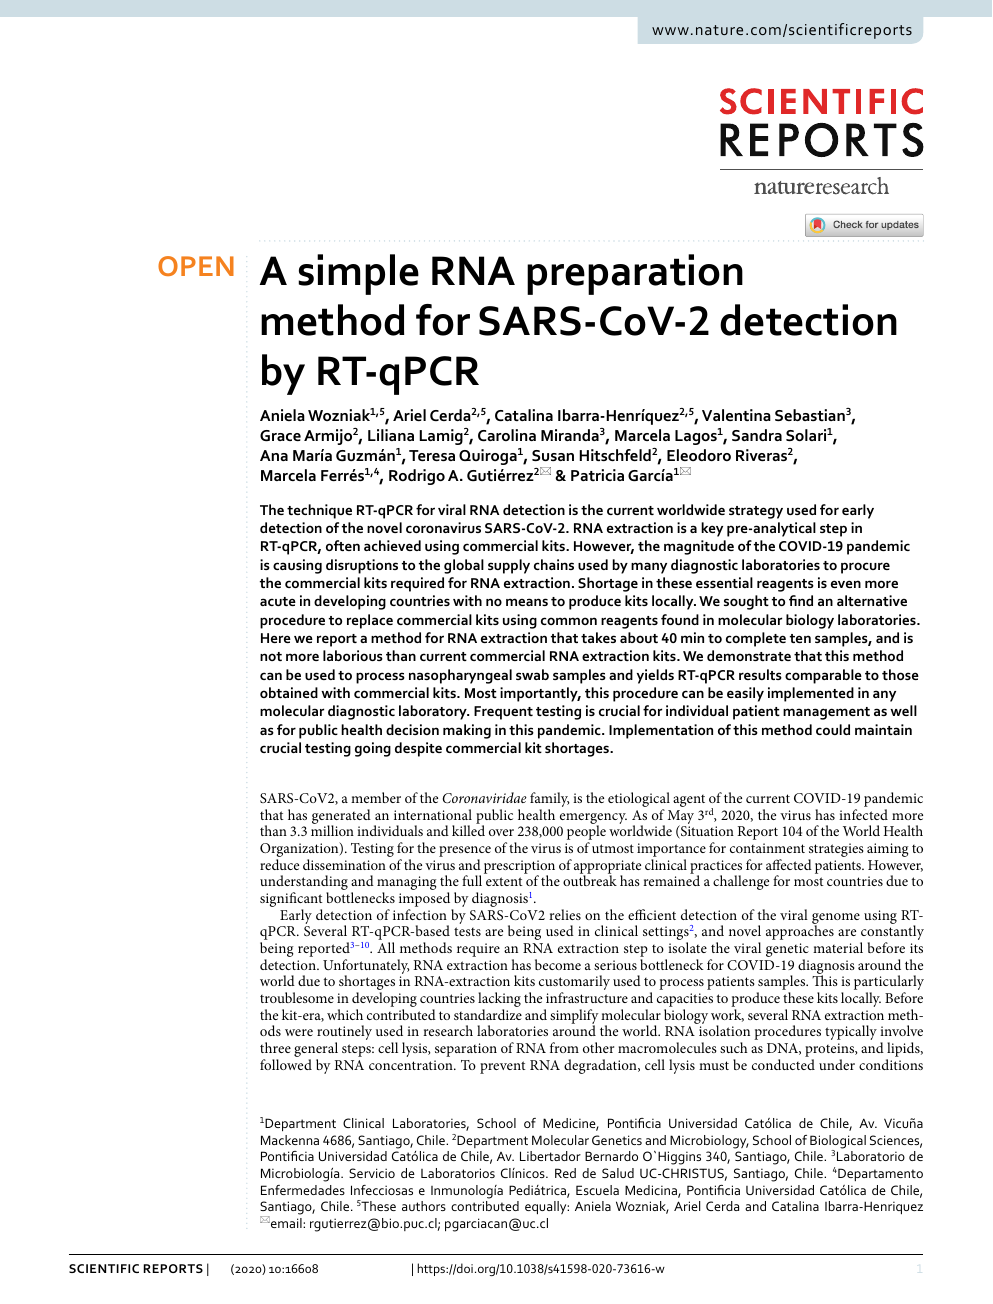 www.nature.com/scientificreports
SCIENTIFIC
REPORTS
natureresearch
Check for updates
OPEN
A simple RNA preparation
method for SARS-CoV-2 detection
by RT-qPCR
Aniela Wozniak1,5, Ariel Cerda2,5, Catalina Ibarra-Henríquez2,5, Valentina Sebastian3,
Grace Armijo2, Liliana Lamig2, Carolina Miranda3, Marcela Lagos1, Sandra Solari1,
Ana María Guzmán1, Teresa Quiroga1, Susan Hitschfeld2, Eleodoro Riveras2,
Marcela Ferrés1,4, Rodrigo A. Gutiérrez2✉ & Patricia García1✉
The technique RT-qPCR for viral RNA detection is the current worldwide strategy used for early
detection of the novel coronavirus SARS-CoV-2. RNA extraction is a key pre-analytical step in
RT-qPCR, often achieved using commercial kits. However, the magnitude of the COVID-19 pandemic
is causing disruptions to the global supply chains used by many diagnostic laboratories to procure
the commercial kits required for RNA extraction. Shortage in these essential reagents is even more
acute in developing countries with no means to produce kits locally. We sought to find an alternative
procedure to replace commercial kits using common reagents found in molecular biology laboratories.
Here we report a method for RNA extraction that takes about 40 min to complete ten samples, and is
not more laborious than current commercial RNA extraction kits. We demonstrate that this method
can be used to process nasopharyngeal swab samples and yields RT-qPCR results comparable to those
obtained with commercial kits. Most importantly, this procedure can be easily implemented in any
molecular diagnostic laboratory. Frequent testing is crucial for individual patient management as well
as for public health decision making in this pandemic. Implementation of this method could maintain
crucial testing going despite commercial kit shortages.
SARS-CoV2, a member of the Coronaviridae family, is the etiological agent of the current COVID-19 pandemic
that has generated an international public health emergency. As of May 3rd, 2020, the virus has infected more
than 3.3 million individuals and killed over 238,000 people worldwide (Situation Report 104 of the World Health
Organization). Testing for the presence of the virus is of utmost importance for containment strategies aiming to
reduce dissemination of the virus and prescription of appropriate clinical practices for affected patients. However,
understanding and managing the full extent of the outbreak has remained a challenge for most countries due to
significant bottlenecks imposed by diagnosis1.
Early detection of infection by SARS-CoV2 relies on the efficient detection of the viral genome using RT-
qPCR. Several RT-qPCR-based tests are being used in clinical settings2, and novel approaches are constantly
being reported3–10. All methods require an RNA extraction step to isolate the viral genetic material before its
detection. Unfortunately, RNA extraction has become a serious bottleneck for COVID-19 diagnosis around the
world due to shortages in RNA-extraction kits customarily used to process patients samples. This is particularly
troublesome in developing countries lacking the infrastructure and capacities to produce these kits locally. Before
the kit-era, which contributed to standardize and simplify molecular biology work, several RNA extraction meth-
ods were routinely used in research laboratories around the world. RNA isolation procedures typically involve
three general steps: cell lysis, separation of RNA from other macromolecules such as DNA, proteins, and lipids,
followed by RNA concentration. To prevent RNA degradation, cell lysis must be conducted under conditions
1Department Clinical Laboratories, School of Medicine, Pontificia Universidad Católica de Chile, Av. Vicuña
Mackenna 4686, Santiago, Chile. 2Department Molecular Genetics and Microbiology, School of Biological Sciences,
Pontificia Universidad Católica de Chile, Av. Libertador Bernardo O`Higgins 340, Santiago, Chile. 3Laboratorio de
Microbiología. Servicio de Laboratorios Clínicos. Red de Salud UC-CHRISTUS, Santiago, Chile. 4Departamento
Enfermedades Infecciosas e Inmunología Pediátrica, Escuela Medicina, Pontificia Universidad Católica de Chile,
Santiago, Chile. 5These authors contributed equally: Aniela Wozniak, Ariel Cerda and Catalina Ibarra-Henriquez
✉email: rgutierrez@bio.puc.cl; pgarciacan@uc.cl
SCIENTIFIC REPORTS | (2020) 10:16608 | https://doi.org/10.1038/s41598-020-73616-w 1